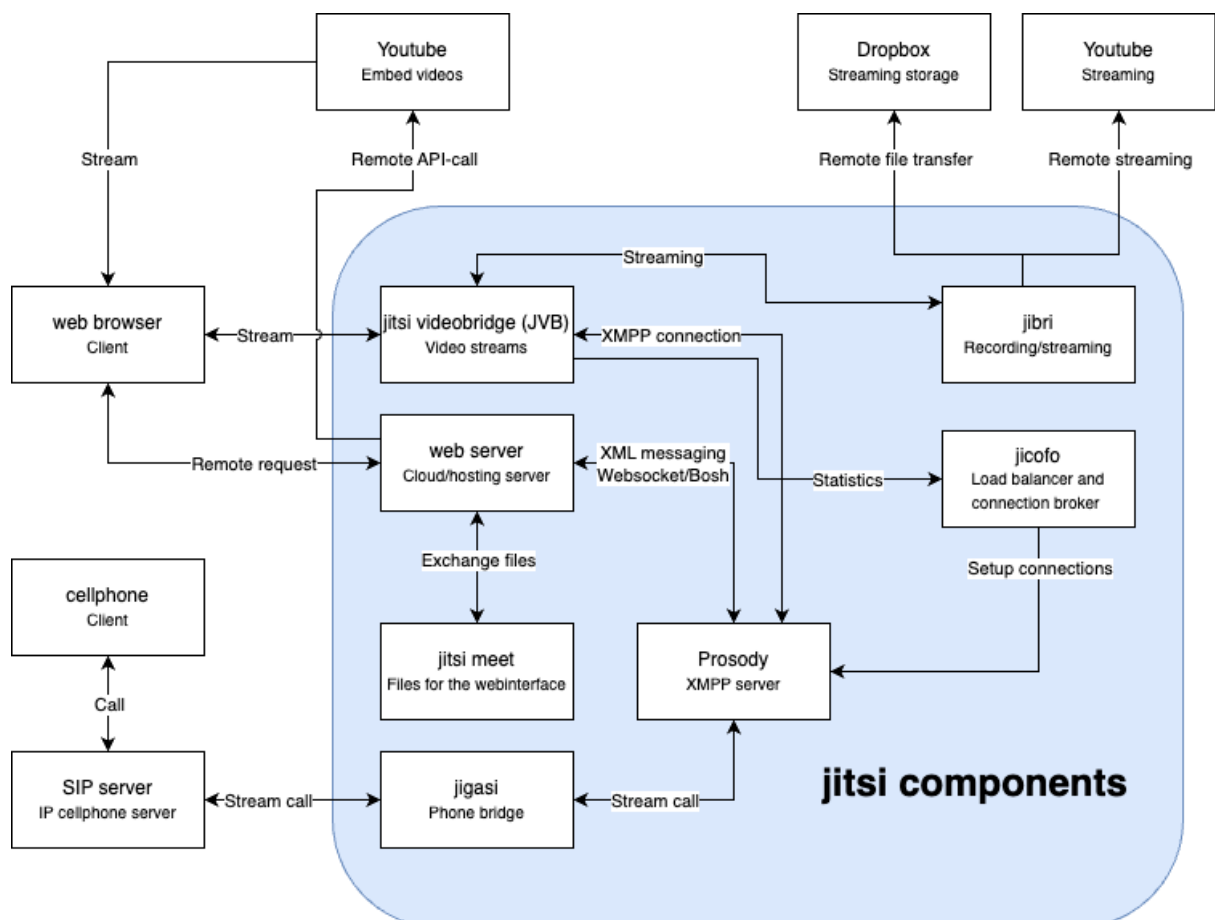 Youtube
Embed videos
Dropbox
Streaming storage
Youtube
Streaming
Stream
Remote API-call
Remote file transfer
Remote streaming
Streaming
web browser
Client
Stream
jitsi videobridge (JVB)
Video streams
XMPP connection
jibri
Recording/streaming
web server
Cloud/hosting server
Remote request
XML messaging
Websocket/Bosh
Statistics
jicofo
Load balancer and
connection broker
Exchange files
Setup connections
cellphone
Client
jitsi meet
Files for the webinterface
Prosody
XMPP server
Call
SIP server
IP cellphone server
Stream call
jigasi
Phone bridge
Stream call
jitsi components